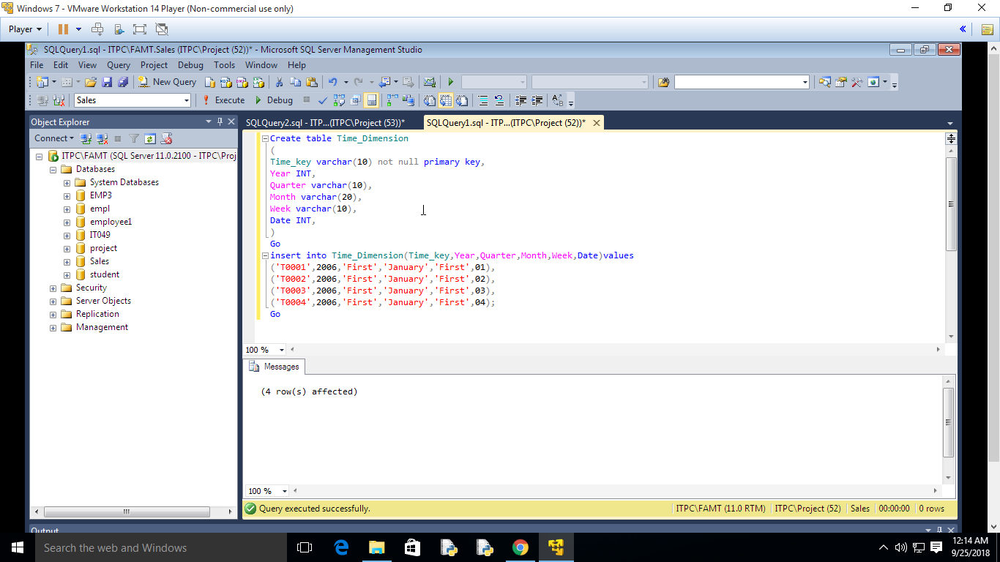 Windows 7 - VMware Workstation 14 Player (Non-commercial use only)
Player
SQLQuery1.sql - ITPC\FAMT.Sales (ITPC\Project (52))* - Microsoft SQL Server Management Studio
File Edit View Query Project Debug Tools Window Help
New Query
Sales Execute Debug
Object Explorer
Connect
ITPC\FAMT (SQL Server 11.0.2100 - ITPC\Proj
Databases
System Databases
EMP3
empl
employee1
IT049
project
Sales
student
Security
Server Objects
Replication
Management
SQLQuery2.sql - ITP...(ITPC\Project (53))* SQLQuery1.sql - ITP...(ITPC\Project (52))*
Create table Time_Dimension
(
Time_key varchar(10) not null primary key,
Year INT,
Quarter varchar(10),
Month varchar(20),
Week varchar(10),
Date INT,
)
Go
insert into Time_Dimension(Time_key,Year,Quarter,Month,Week,Date)values
('T0001',2006,'First','January','First',01),
('T0002',2006,'First','January','First',02),
('T0003',2006,'First','January','First',03),
('T0004',2006,'First','January','First',04);
Go
100 %
Messages
(4 row(s) affected)
100 %
Query executed successfully. ITPC\FAMT (11.0 RTM) ITPC\Project (52) Sales 00:00:00 0 rows
Output
Search the web and Windows
12:14 AM
9/25/2018